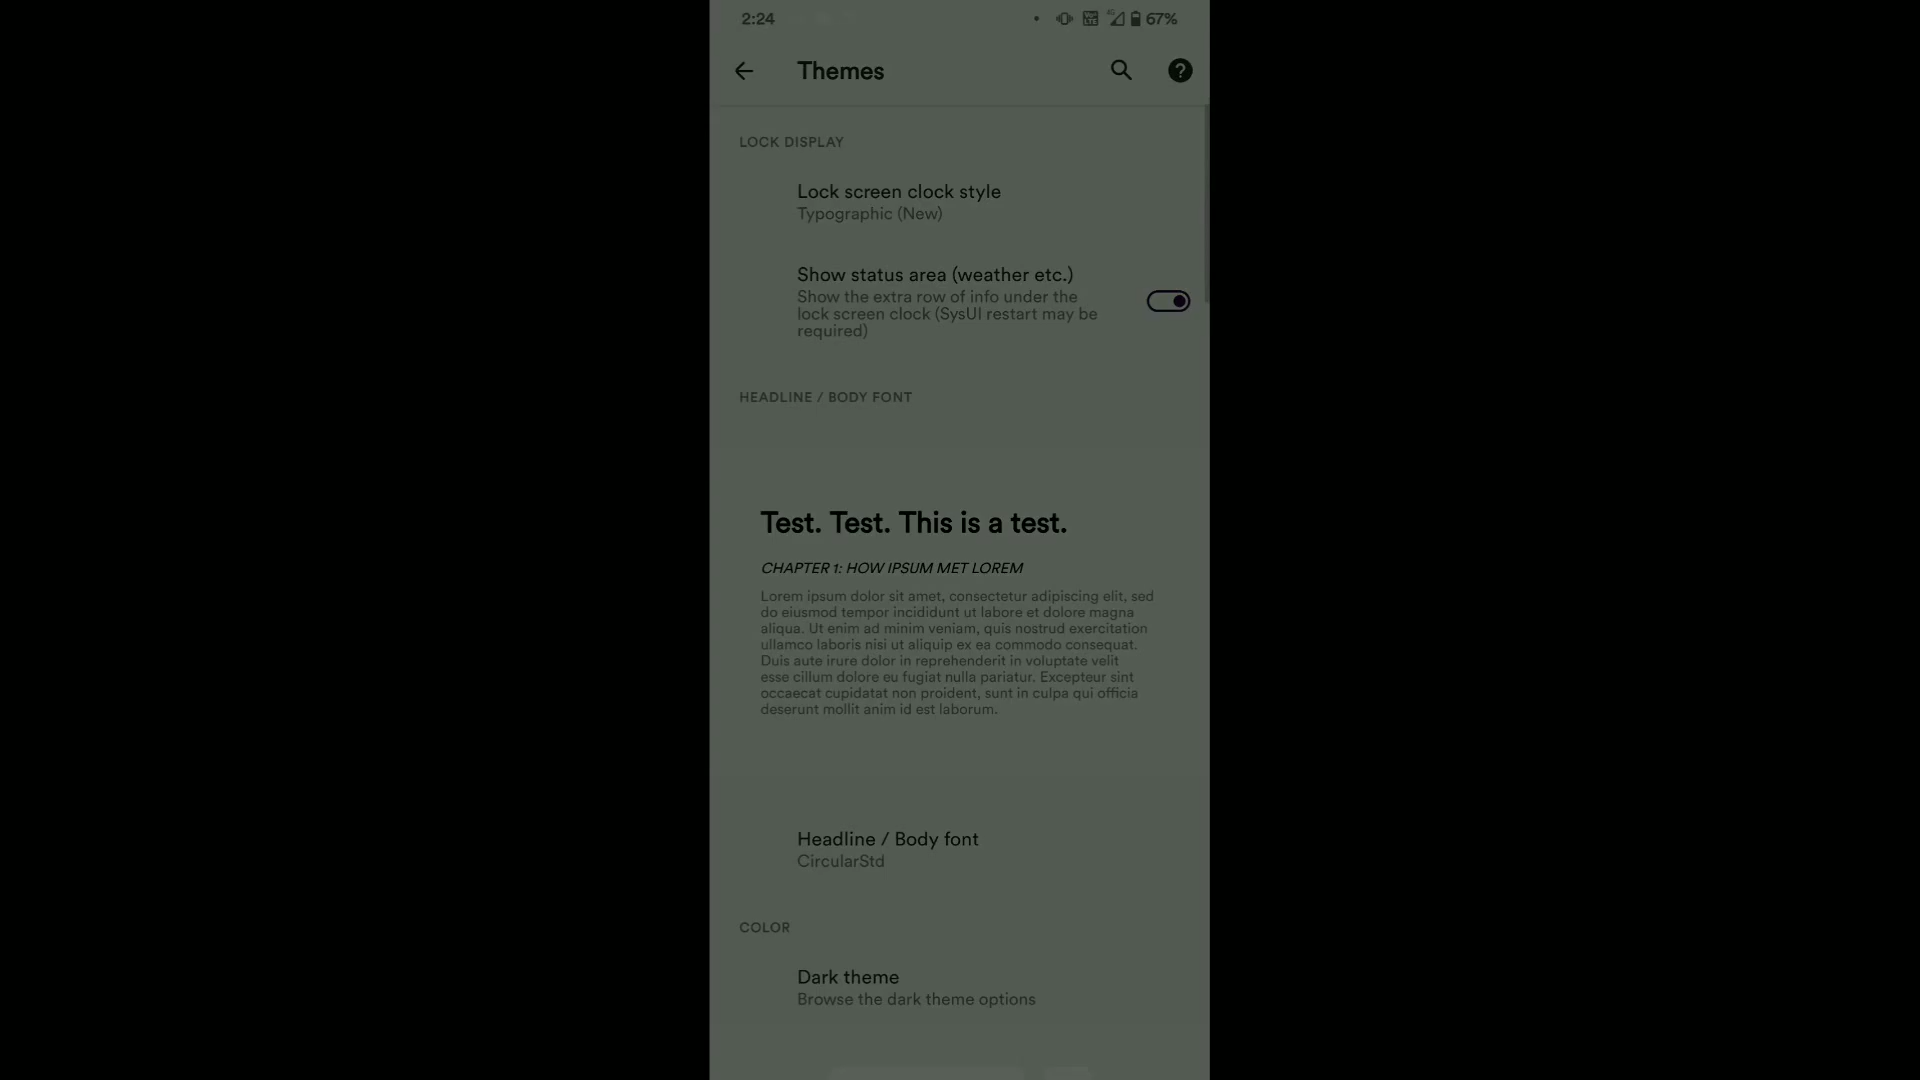 2:24
4G
67%
Themes
LOCK DISPLAY
Lock screen clock style
Typographic (New)
Show status area (weather etc.)
Show the extra row of info under the
lock screen clock (SysUI restart may be
required)
HEADLINE / BODY FONT
Test. Test. This is a test.
CHAPTER 1: HOW IPSUM MET LOREM
Lorem ipsum dolor sit amet, consectetur adipiscing elit, sed
do eiusmod tempor incididunt ut labore et dolore magna
aliqua. Ut enim ad minim veniam, quis nostrud exercitation
ullamco laboris nisi ut aliquip ex ea commodo consequat.
Duis aute irure dolor in reprehenderit in voluptate velit
esse cillum dolore eu fugiat nulla pariatur. Excepteur sint
occaecat cupidatat non proident, sunt in culpa qui officia
deserunt mollit anim id est laborum.
Headline / Body font
CircularStd
COLOR
Dark theme
Browse the dark theme options